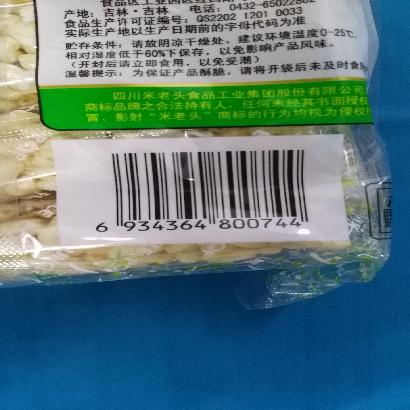 产地：吉林·吉林 电话：0432-65022882
食品生产许可证编号：QS2202 1201 0033
实际生产地以生产日期前的字母代码为准
贮存条件：请放阴凉干燥处，建议环境温度0-25℃，
相对湿度低于60%下保存，以免影响产品风味。
（开封后请立即食用，以免受潮）
温馨提示：为保证产品酥脆，请将开袋后未及时食
四川米老头食品工业集团股份有限公司
商标品牌之合法持有人，任何未经其书面授权
冒、影射“米老头”商标的行为均视为侵权
6 934364 800744